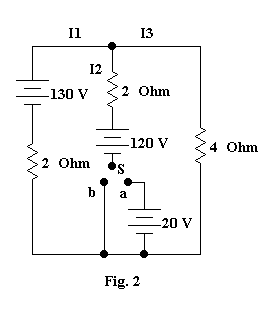 I1 I3
I2
130 V
2 Ohm
120 V
S
2 Ohm
4 Ohm
b a
20 V
Fig. 2